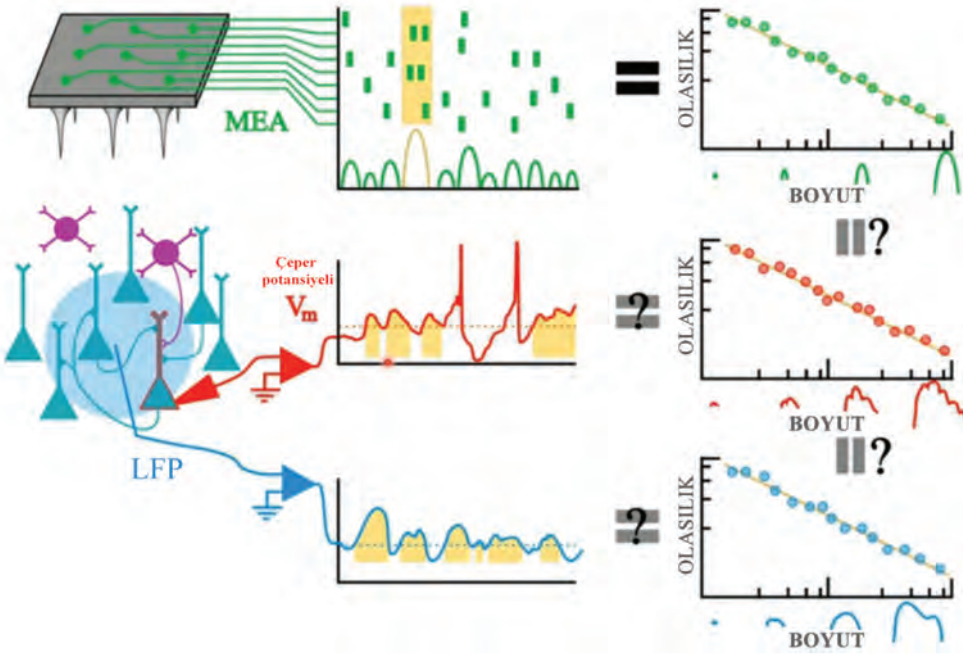 MEA
OLASILIK
BOYUT
Çeper
potansiyeli
Vm
?
?
OLASILIK
BOYUT
LFP
?
?
OLASILIK
BOYUT